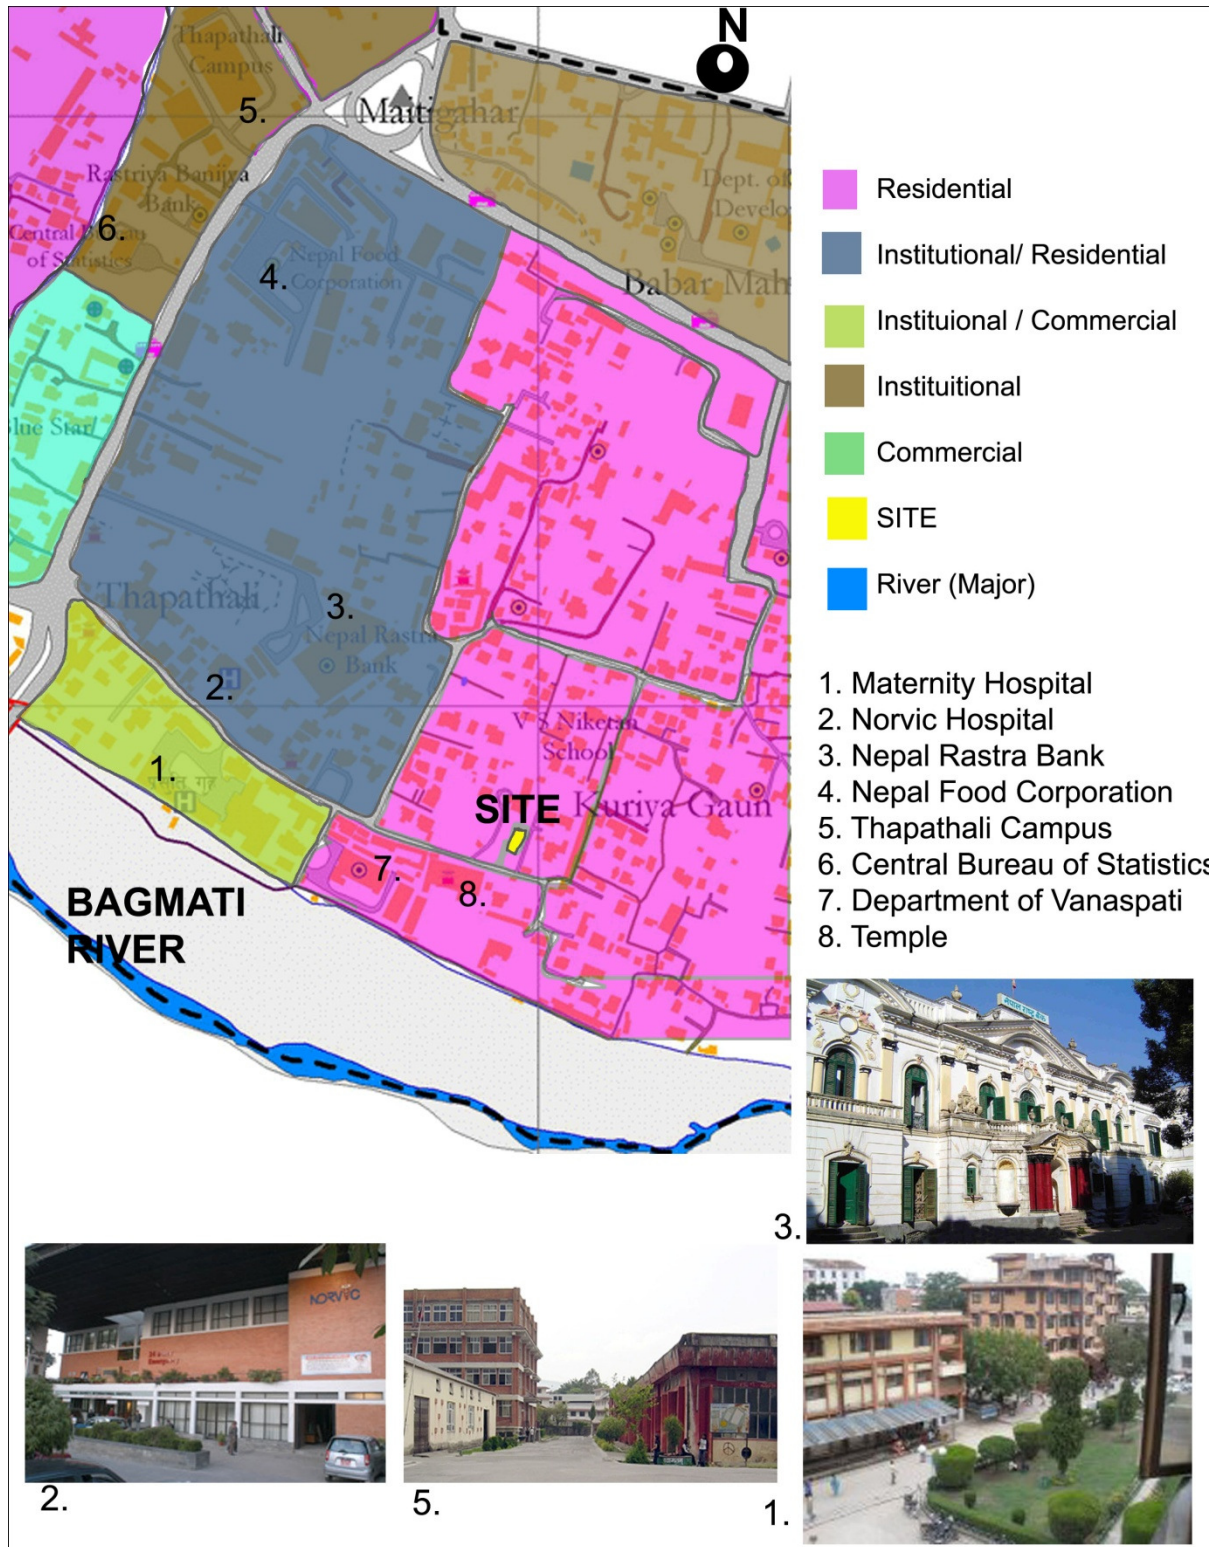 N
Thapathali
Campus
5.
Maitigahar
Rastriya Banijya
Bank
6.
Central Bureau
of Statistics
4.
Nepal Food
Corporation
Dept. of
Develo
Babar Mah
Blue Star/
Thapathali
3.
Nepal Rastra
Bank
2.
H
V S Niketan
School
1.
प्रसूति गृह
H
SITE
Kuriya Gaun
7.
8.
BAGMATI
RIVER
Residential
Institutional/ Residential
Instituional / Commercial
Instituitional
Commercial
SITE
River (Major)
1. Maternity Hospital
2. Norvic Hospital
3. Nepal Rastra Bank
4. Nepal Food Corporation
5. Thapathali Campus
6. Central Bureau of Statistics
7. Department of Vanaspati
8. Temple
3.
NORVIC
2.
5.
1.